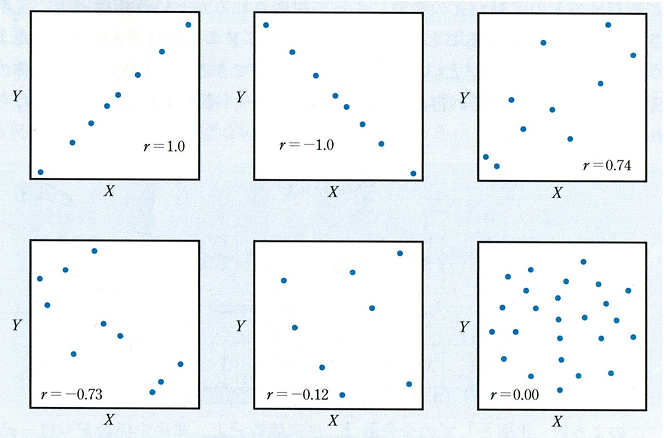 Y
r=1.0
X
Y
r=−1.0
X
Y
r=0.74
X
Y
r=−0.73
X
Y
r=−0.12
X
Y
r=0.00
X